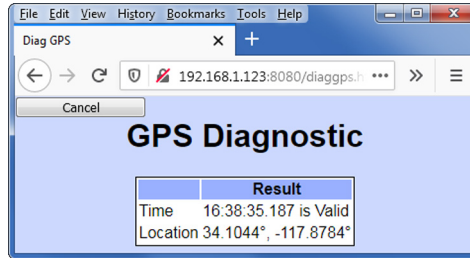 File Edit View History Bookmarks Tools Help
Diag GPS
192.168.1.123:8080/diaggps.h
Cancel
GPS Diagnostic
Result
Time 16:38:35.187 is Valid
Location 34.1044°, -117.8784°